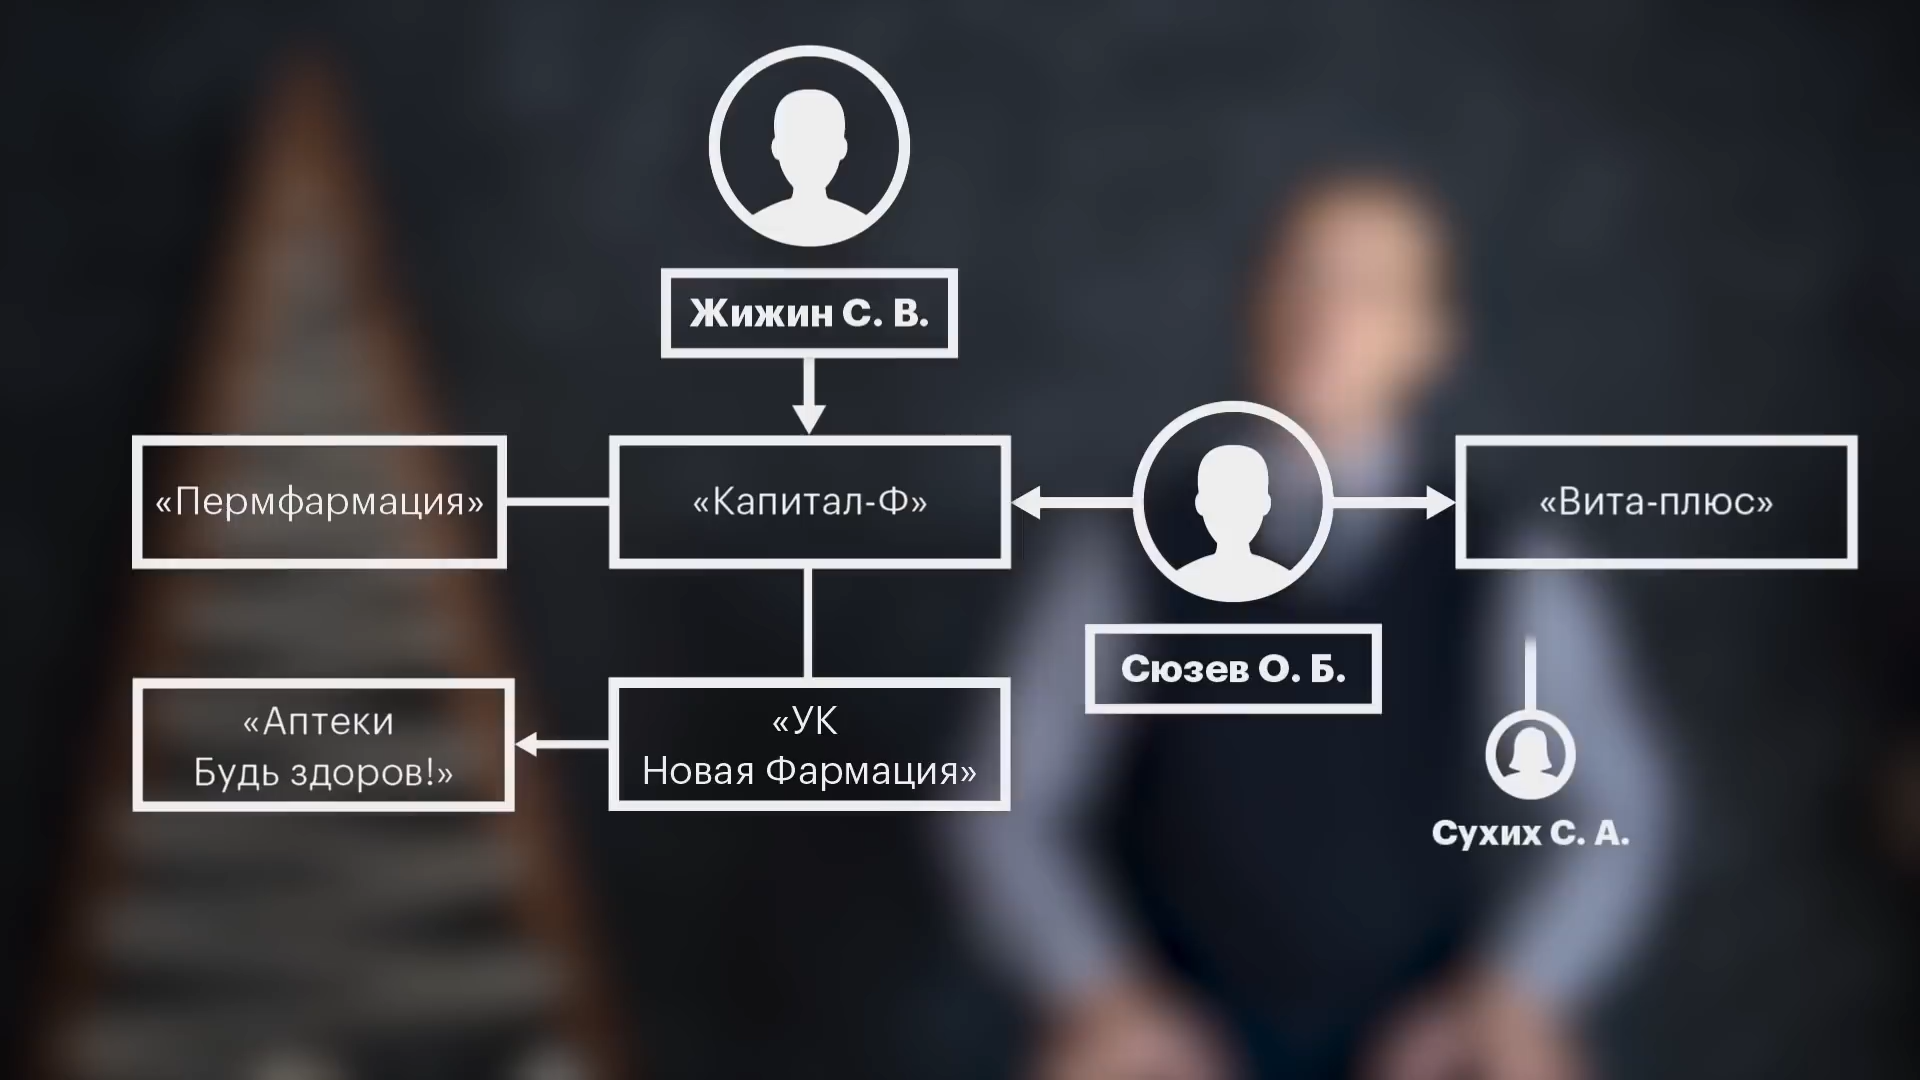 Жижин С. В.
«Пермфармация»
«Капитал-Ф»
«Вита-плюс»
Сюзев О. Б.
«Аптеки
Будь здоров!»
«УК
Новая Фармация»
Сухих С. А.